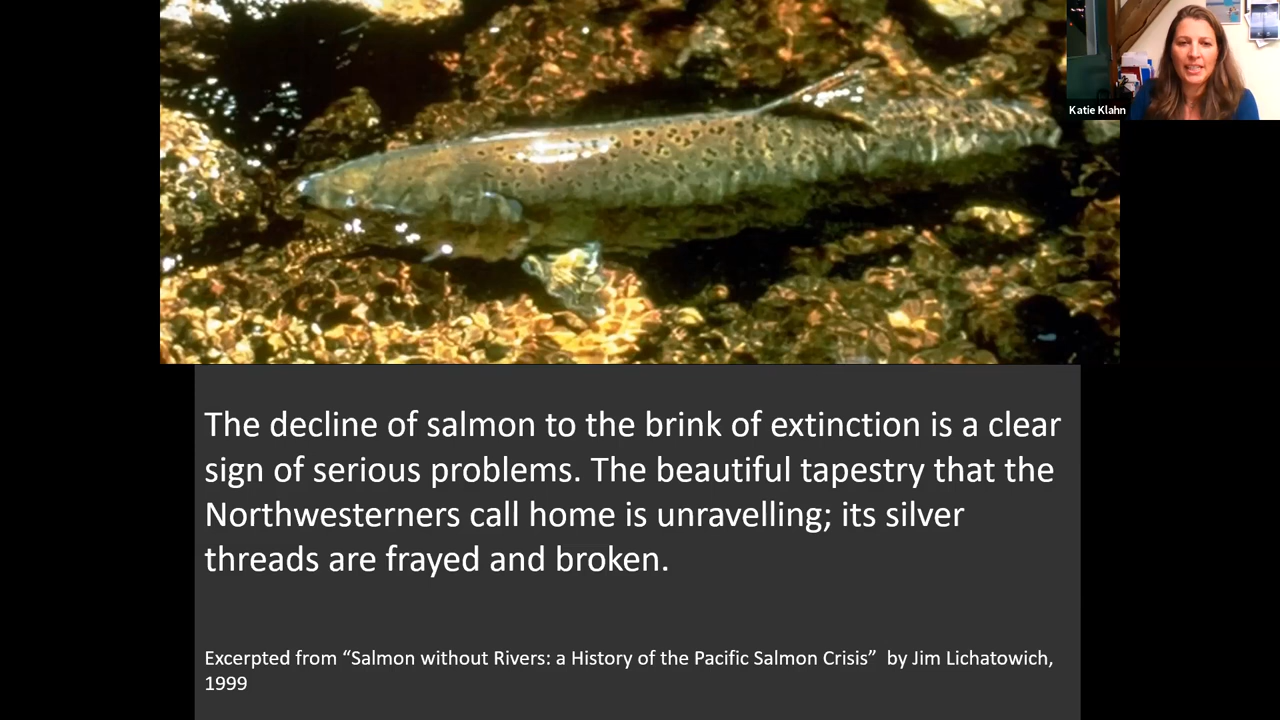 Katie Klahn
The decline of salmon to the brink of extinction is a clear
sign of serious problems. The beautiful tapestry that the
Northwesterners call home is unravelling; its silver
threads are frayed and broken.
Excerpted from “Salmon without Rivers: a History of the Pacific Salmon Crisis”  by Jim Lichatowich,
1999